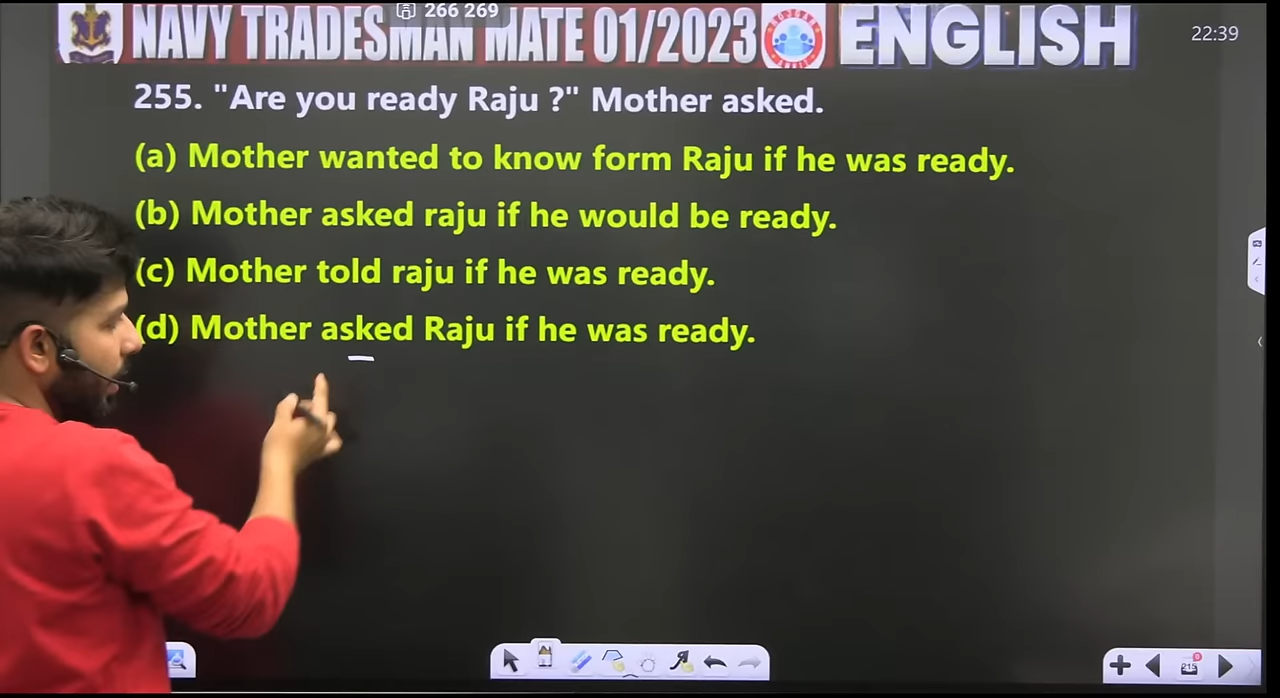 266 269
NAVY TRADESMAN MATE 01/2023 ENGLISH
22:39
255. "Are you ready Raju ?" Mother asked.
(a) Mother wanted to know form Raju if he was ready.
(b) Mother asked raju if he would be ready.
(c) Mother told raju if he was ready.
(d) Mother asked Raju if he was ready.
215